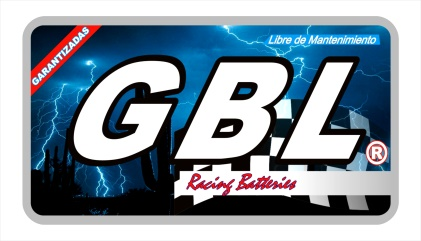 GARANTIZADAS
Libre de Mantenimiento
GBL
®
Racing Batteries